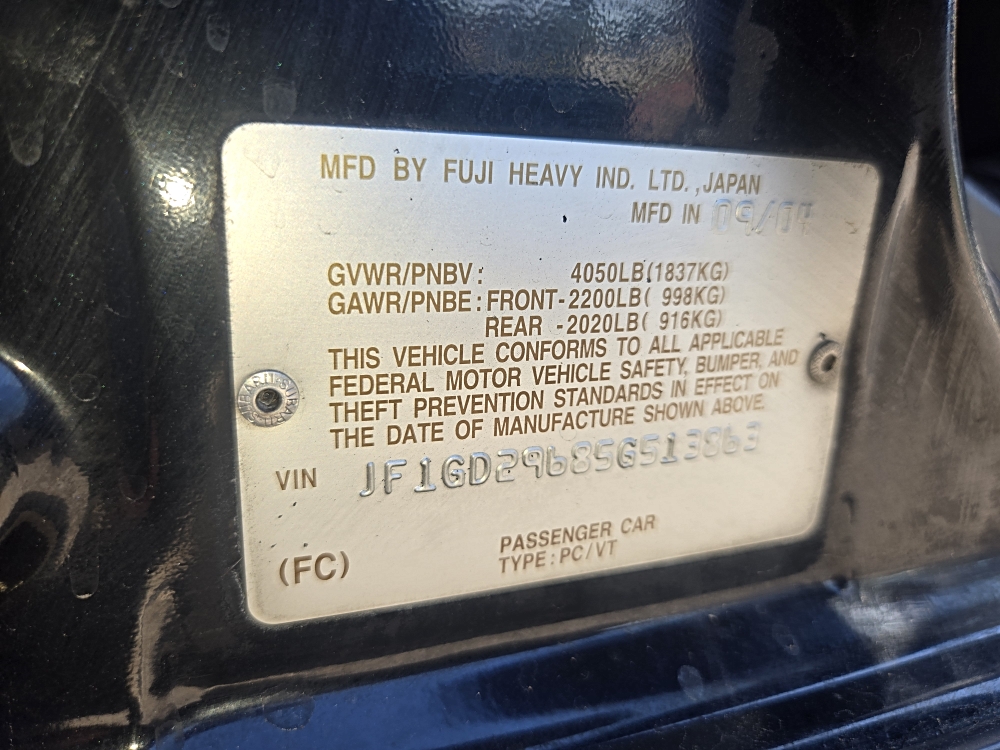 MFD BY FUJI HEAVY IND. LTD., JAPAN
MFD IN 09/04
GVWR/PNBV: 4050LB(1837KG)
GAWR/PNBE: FRONT-2200LB( 998KG)
REAR -2020LB( 916KG)
THIS VEHICLE CONFORMS TO ALL APPLICABLE
FEDERAL MOTOR VEHICLE SAFETY, BUMPER, AND
THEFT PREVENTION STANDARDS IN EFFECT ON
THE DATE OF MANUFACTURE SHOWN ABOVE.
VIN JF1GD29685G513863
PASSENGER CAR
(FC) TYPE: PC/VT